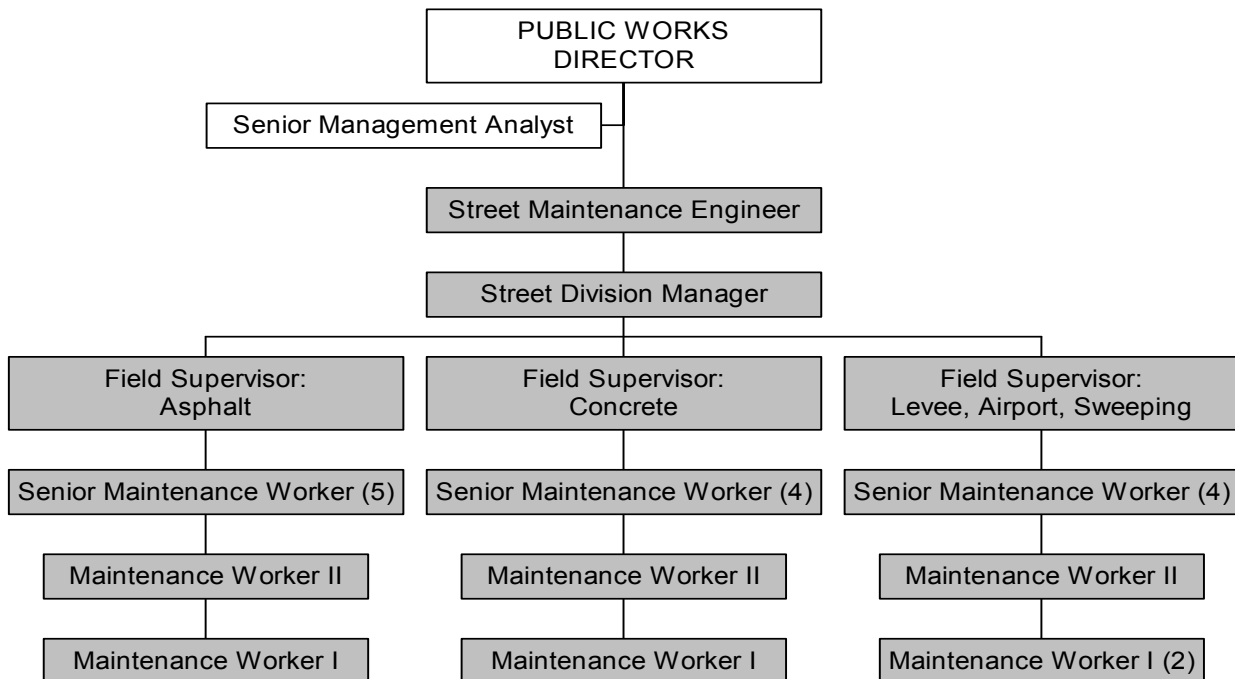 PUBLIC WORKS
DIRECTOR
Senior Management Analyst
Street Maintenance Engineer
Street Division Manager
Field Supervisor:
Asphalt
Field Supervisor:
Concrete
Field Supervisor:
Levee, Airport, Sweeping
Senior Maintenance Worker (5)
Senior Maintenance Worker (4)
Senior Maintenance Worker (4)
Maintenance Worker II
Maintenance Worker II
Maintenance Worker II
Maintenance Worker I
Maintenance Worker I
Maintenance Worker I (2)